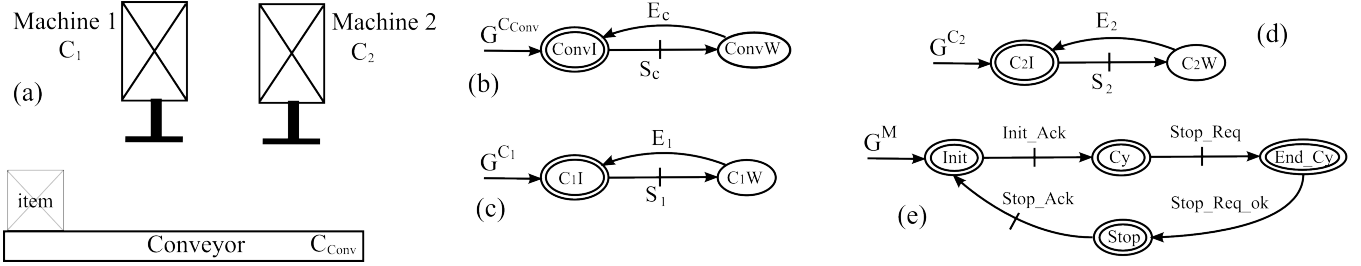 Machine 1
C1
Machine 2
C2
(a)
item
Conveyor
CConv
GCConv
ConvI
Ec
Sc
ConvW
(b)
GC1
C1I
E1
S1
C1W
(c)
GC2
C2I
E2
S2
C2W
(d)
GM
Init
Init_Ack
Cy
Stop_Req
End_Cy
Stop_Ack
Stop_Req_ok
Stop
(e)